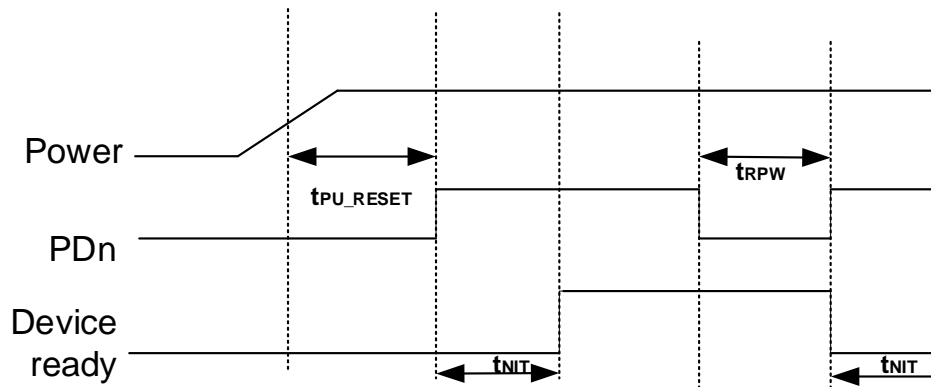 Power
tPU_RESET
tRPW
PDn
Device
ready
tNIT
tNIT